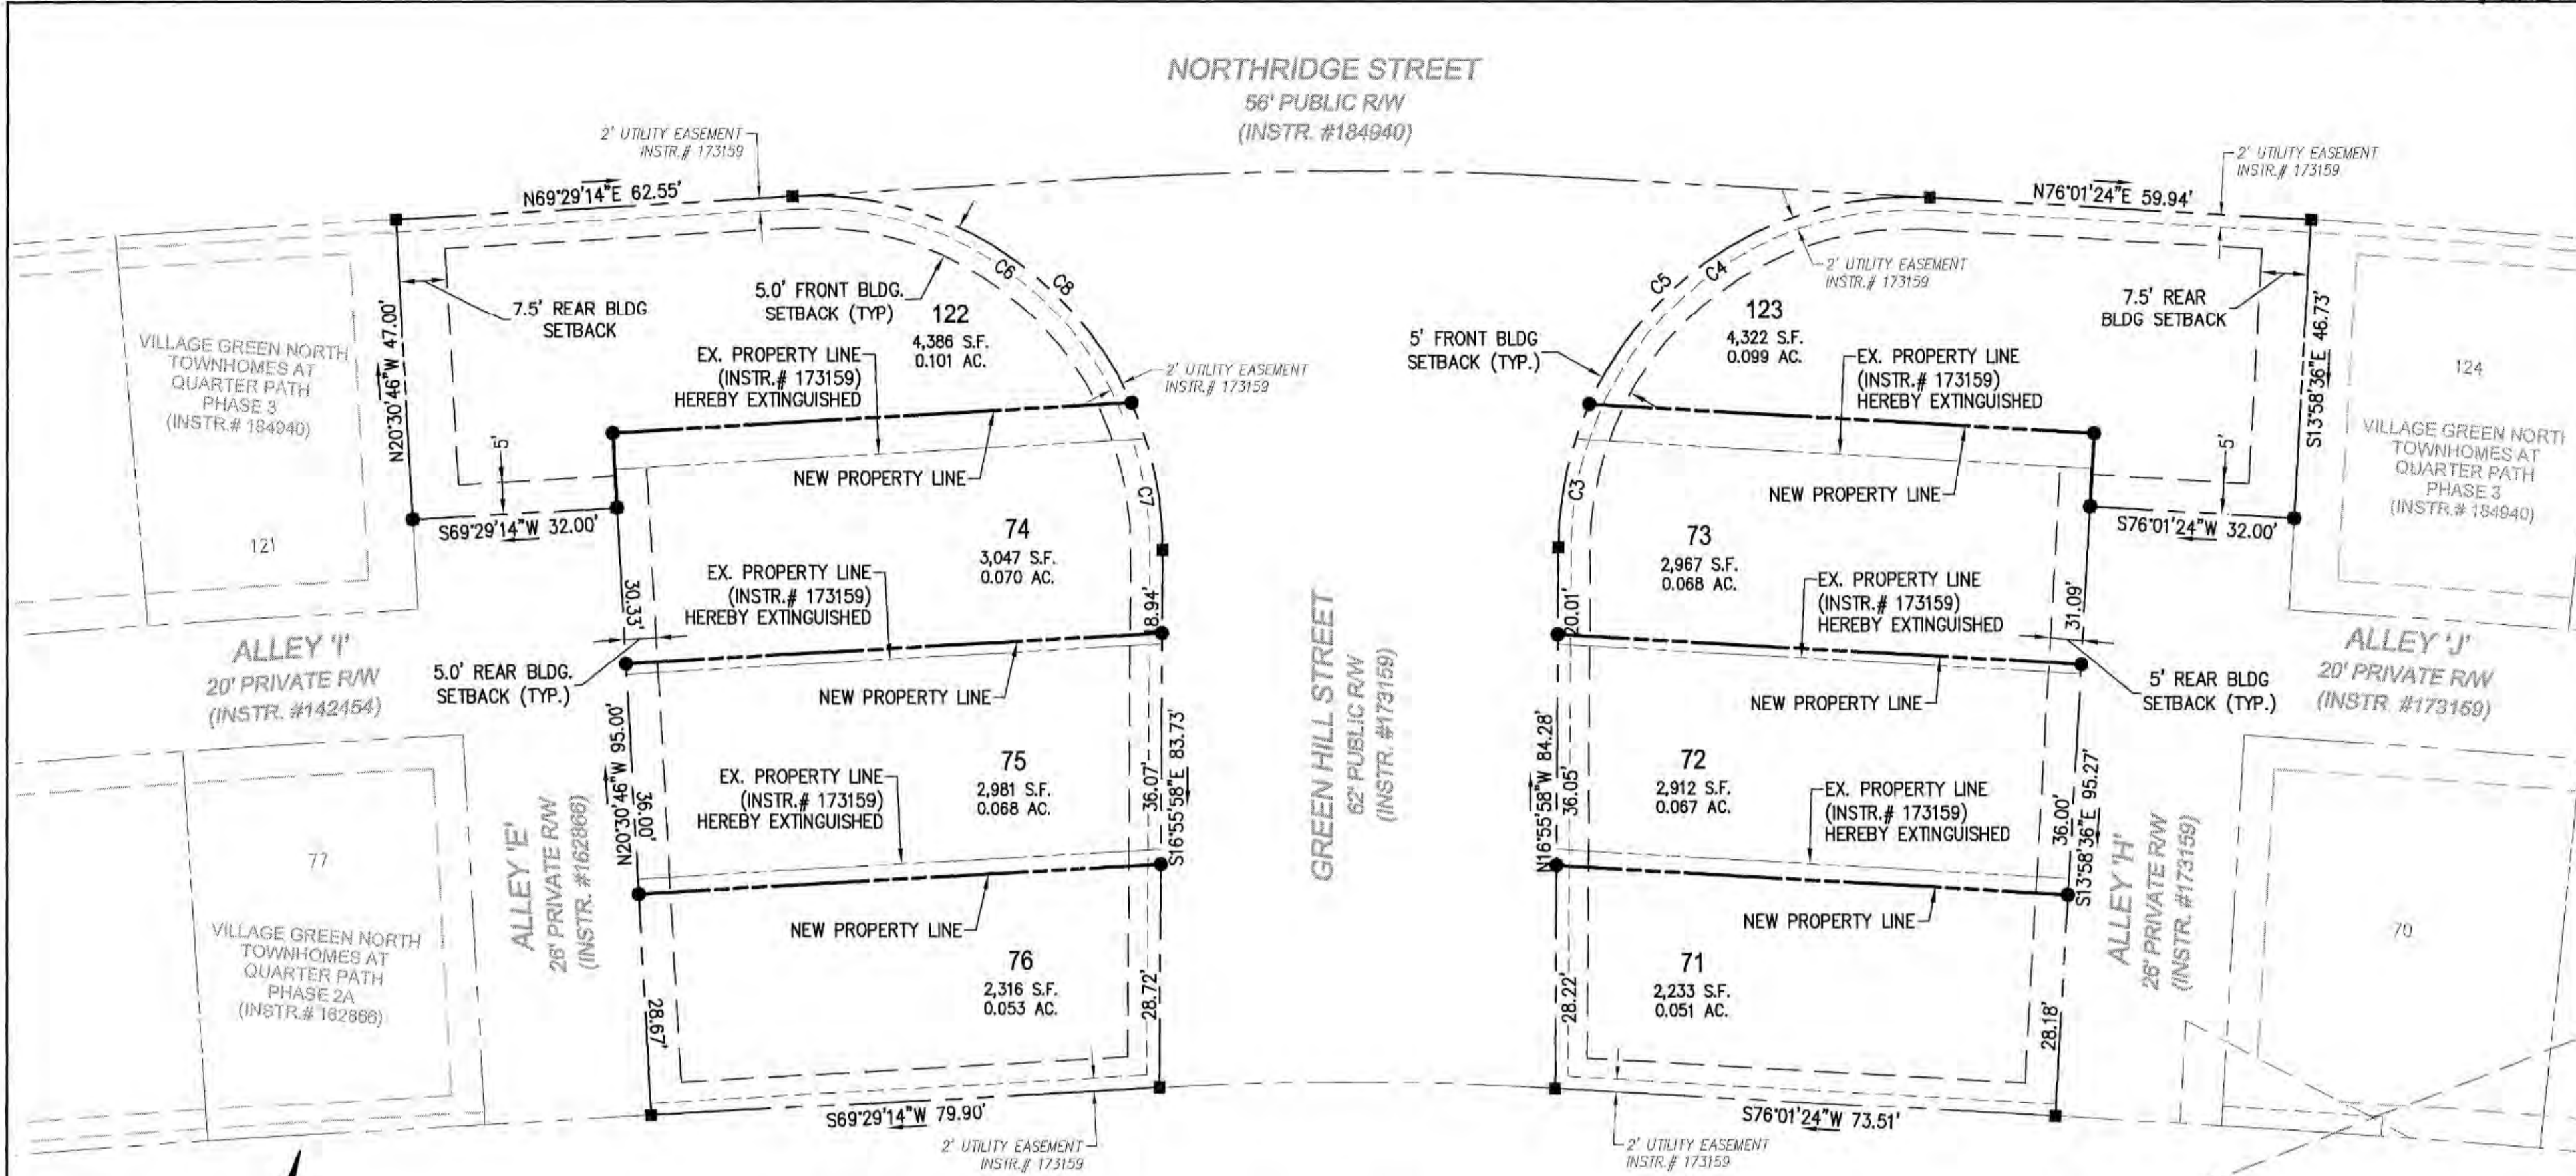 NORTHRIDGE STREET
56' PUBLIC R/W
(INSTR. #184940)
2' UTILITY EASEMENT
INSTR.# 173159
N69°29'14"E 62.55'
2' UTILITY EASEMENT
INSTR.# 173159
N76°01'24"E 59.94'
7.5' REAR BLDG
SETBACK
5.0' FRONT BLDG.
SETBACK (TYP)
C6
C8
122
4,386 S.F.
0.101 AC.
EX. PROPERTY LINE
(INSTR.# 173159)
HEREBY EXTINGUISHED
2' UTILITY EASEMENT
INSTR.# 173159
N20°30'46"W 47.00'
VILLAGE GREEN NORTH
TOWNHOMES AT
QUARTER PATH
PHASE 3
(INSTR.# 184940)
121
5'
S69°29'14"W 32.00'
NEW PROPERTY LINE
C7
74
3,047 S.F.
0.070 AC.
EX. PROPERTY LINE
(INSTR.# 173159)
HEREBY EXTINGUISHED
30.33'
18.94'
5.0' REAR BLDG.
SETBACK (TYP.)
NEW PROPERTY LINE
ALLEY 'I'
20' PRIVATE R/W
(INSTR. #142454)
N20°30'46"W 95.00'
36.00'
75
2,981 S.F.
0.068 AC.
EX. PROPERTY LINE
(INSTR.# 173159)
HEREBY EXTINGUISHED
36.07'
S16°55'58"E 83.73'
NEW PROPERTY LINE
ALLEY 'E'
26' PRIVATE R/W
(INSTR. #162866)
77
VILLAGE GREEN NORTH
TOWNHOMES AT
QUARTER PATH
PHASE 2A
(INSTR.# 162866)
76
2,316 S.F.
0.053 AC.
28.67'
28.72'
S69°29'14"W 79.90'
2' UTILITY EASEMENT
INSTR.# 173159
GREEN HILL STREET
62' PUBLIC R/W
(INSTR. #173159)
C5
C4
2' UTILITY EASEMENT
INSTR.# 173159
123
4,322 S.F.
0.099 AC.
5' FRONT BLDG
SETBACK (TYP.)
EX. PROPERTY LINE
(INSTR.# 173159)
HEREBY EXTINGUISHED
7.5' REAR
BLDG SETBACK
S13°58'36"E 46.73'
124
VILLAGE GREEN NORTH
TOWNHOMES AT
QUARTER PATH
PHASE 3
(INSTR.# 184940)
5'
S76°01'24"W 32.00'
NEW PROPERTY LINE
C3
73
2,967 S.F.
0.068 AC.
EX. PROPERTY LINE
(INSTR.# 173159)
HEREBY EXTINGUISHED
20.01'
31.09'
5' REAR BLDG
SETBACK (TYP.)
ALLEY 'J'
20' PRIVATE R/W
(INSTR. #173159)
NEW PROPERTY LINE
N16°55'58"W 84.28'
36.05'
72
2,912 S.F.
0.067 AC.
EX. PROPERTY LINE
(INSTR.# 173159)
HEREBY EXTINGUISHED
36.00'
S13°58'36"E 95.27'
NEW PROPERTY LINE
ALLEY 'H'
26' PRIVATE R/W
(INSTR. #173159)
70
71
2,233 S.F.
0.051 AC.
28.22'
28.18'
S76°01'24"W 73.51'
2' UTILITY EASEMENT
INSTR.# 173159